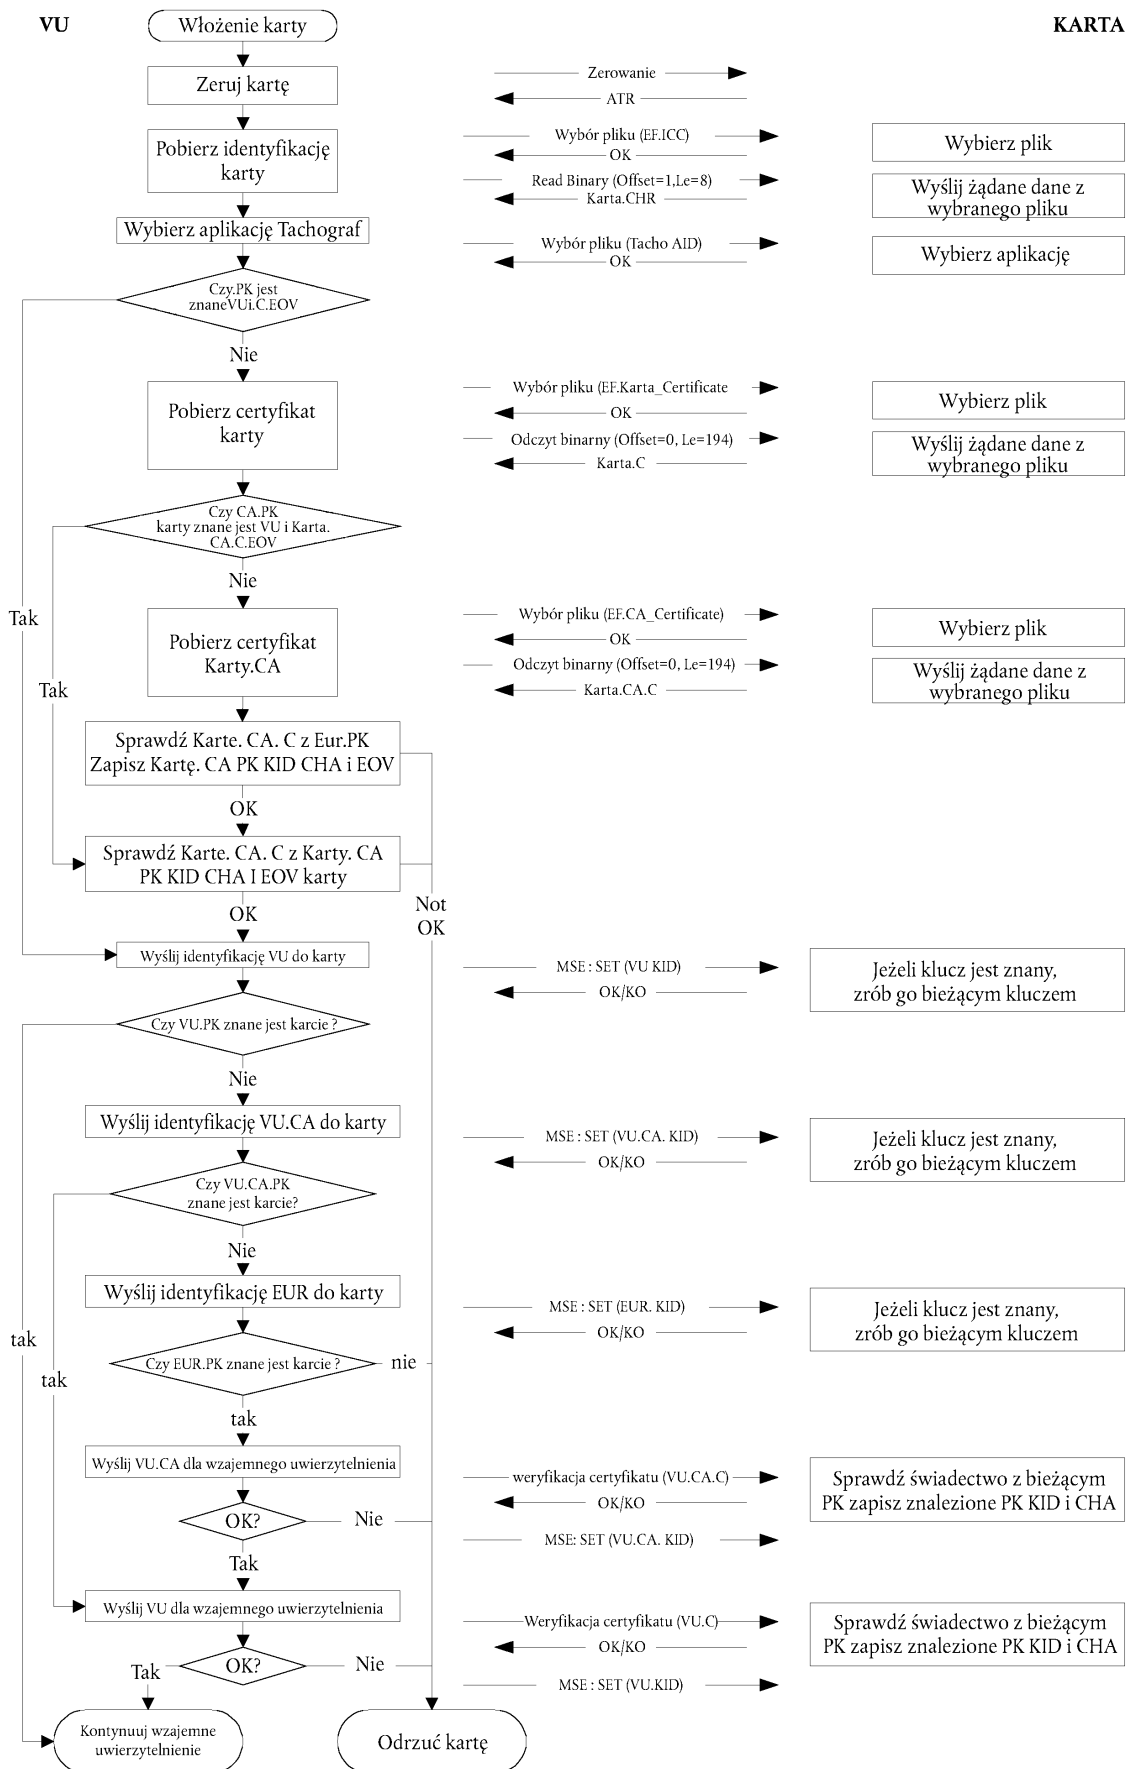 VU
Włożenie karty
KARTA
Zeruj kartę
Zerowanie
ATR
Pobierz identyfikację
karty
Wybór pliku (EF.ICC)
OK
Wybierz plik
Read Binary (Offset=1,Le=8)
Karta.CHR
Wyślij żądane dane z
wybranego pliku
Wybierz aplikację Tachograf
Wybór pliku (Tacho AID)
OK
Wybierz aplikację
Czy.PK jest
znaneVUi.C.EOV
Nie
Pobierz certyfikat
karty
Wybór pliku (EF.Karta_Certificate
OK
Wybierz plik
Odczyt binarny (Offset=0, Le=194)
Karta.C
Wyślij żądane dane z
wybranego pliku
Czy CA.PK
karty znane jest VU i Karta.
CA.C.EOV
Nie
Tak
Pobierz certyfikat
Karty.CA
Wybór pliku (EF.CA_Certificate)
OK
Wybierz plik
Odczyt binarny (Offset=0, Le=194)
Karta.CA.C
Wyślij żądane dane z
wybranego pliku
Tak
Sprawdź Karte. CA. C z Eur.PK
Zapisz Kartę. CA PK KID CHA i EOV
OK
Sprawdź Karte. CA. C z Karty. CA
PK KID CHA I EOV karty
OK
Not
OK
Wyślij identyfikację VU do karty
MSE : SET (VU KID)
OK/KO
Jeżeli klucz jest znany,
zrób go bieżącym kluczem
Czy VU.PK znane jest karcie ?
Nie
Wyślij identyfikację VU.CA do karty
MSE : SET (VU.CA. KID)
OK/KO
Jeżeli klucz jest znany,
zrób go bieżącym kluczem
Czy VU.CA.PK
znane jest karcie?
Nie
Wyślij identyfikację EUR do karty
MSE : SET (EUR. KID)
OK/KO
Jeżeli klucz jest znany,
zrób go bieżącym kluczem
tak
tak
Czy EUR.PK znane jest karcie ?
nie
tak
Wyślij VU.CA dla wzajemnego uwierzytelnienia
weryfikacja certyfikatu (VU.CA.C)
OK/KO
Sprawdź świadectwo z bieżącym
PK zapisz znalezione PK KID i CHA
OK?
Nie
MSE: SET (VU.CA. KID)
Tak
Wyślij VU dla wzajemnego uwierzytelnienia
Weryfikacja certyfikatu (VU.C)
OK/KO
Sprawdź świadectwo z bieżącym
PK zapisz znalezione PK KID i CHA
OK?
Nie
Tak
MSE : SET (VU.KID)
Kontynuuj wzajemne
uwierzytelnienie
Odrzuć kartę